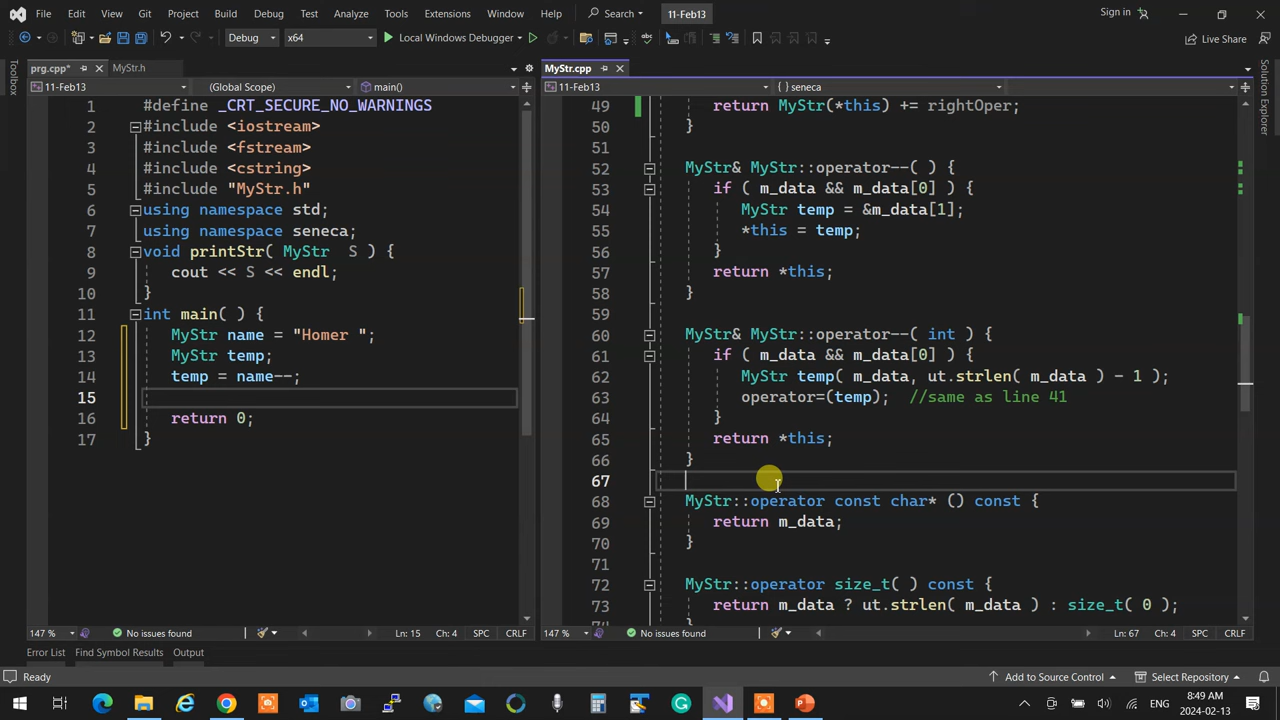 File Edit View Git Project Build Debug Test Analyze Tools Extensions Window Help Search 11-Feb13 Sign in
Debug x64 Local Windows Debugger Live Share
Toolbox
prg.cpp* MyStr.h
11-Feb13 (Global Scope) main()
1 #define _CRT_SECURE_NO_WARNINGS
2 #include <iostream>
3 #include <fstream>
4 #include <cstring>
5 #include "MyStr.h"
6 using namespace std;
7 using namespace seneca;
8 void printStr( MyStr  S ) {
9 cout << S << endl;
10 }
11 int main( ) {
12 MyStr name = "Homer ";
13 MyStr temp;
14 temp = name--;
15
16 return 0;
17 }
147 % No issues found Ln: 15 Ch: 4 SPC CRLF
MyStr.cpp
11-Feb13 seneca
49 return MyStr(*this) += rightOper;
50 }
51
52 MyStr& MyStr::operator--( ) {
53 if ( m_data && m_data[0] ) {
54 MyStr temp = &m_data[1];
55 *this = temp;
56 }
57 return *this;
58 }
59
60 MyStr& MyStr::operator--( int ) {
61 if ( m_data && m_data[0] ) {
62 MyStr temp( m_data, ut.strlen( m_data ) - 1 );
63 operator=(temp);  //same as line 41
64 }
65 return *this;
66 }
67
68 MyStr::operator const char* () const {
69 return m_data;
70 }
71
72 MyStr::operator size_t( ) const {
73 return m_data ? ut.strlen( m_data ) : size_t( 0 );
147 % No issues found Ln: 67 Ch: 4 SPC CRLF
Solution Explorer
Error List Find Symbol Results Output
Ready Add to Source Control Select Repository
ENG 8:49 AM
2024-02-13